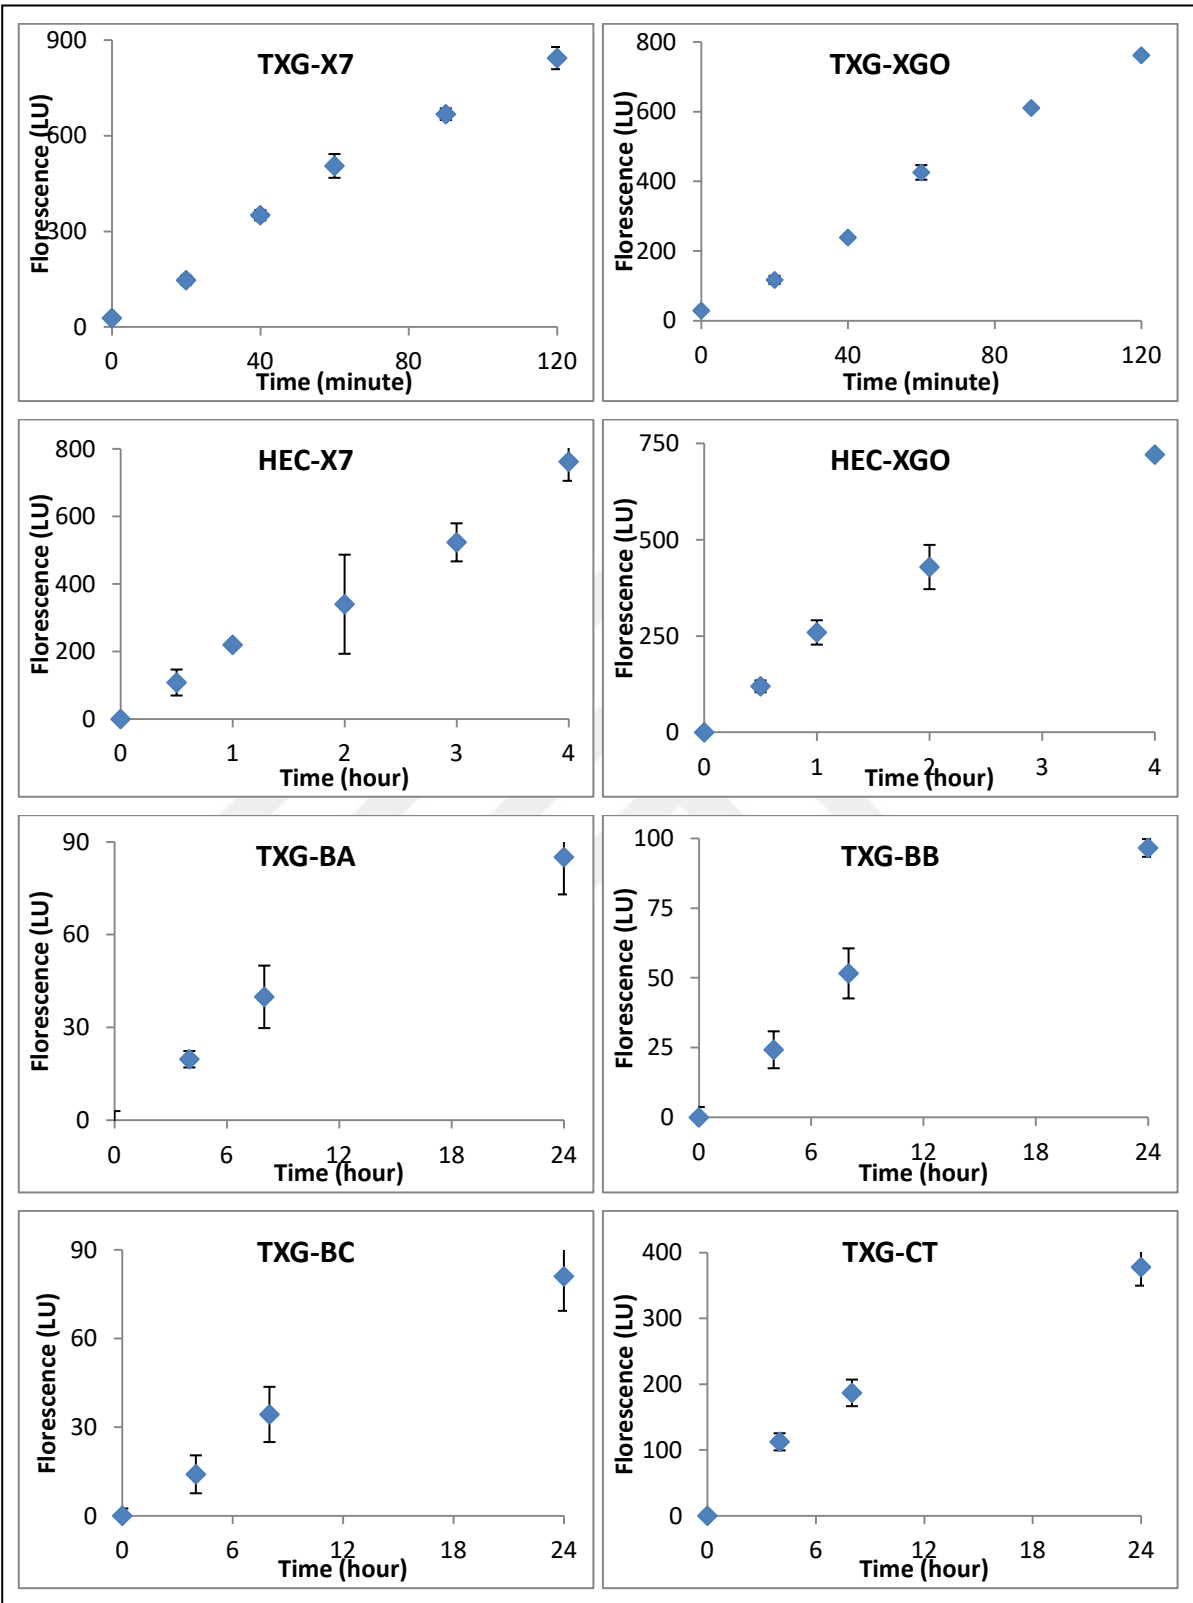 TXG-X7
Florescence (LU)
900
600
300
0
0 40 80 120
Time (minute)
TXG-XGO
Florescence (LU)
800
600
400
200
0
0 40 80 120
Time (minute)
HEC-X7
Florescence (LU)
800
600
400
200
0
0 1 2 3 4
Time (hour)
HEC-XGO
Florescence (LU)
750
500
250
0
0 1 2 3 4
Time (hour)
TXG-BA
Florescence (LU)
90
60
30
0
0 6 12 18 24
Time (hour)
TXG-BB
Florescence (LU)
100
75
50
25
0
0 6 12 18 24
Time (hour)
TXG-BC
Florescence (LU)
90
60
30
0
0 6 12 18 24
Time (hour)
TXG-CT
Florescence (LU)
400
300
200
100
0
0 6 12 18 24
Time (hour)